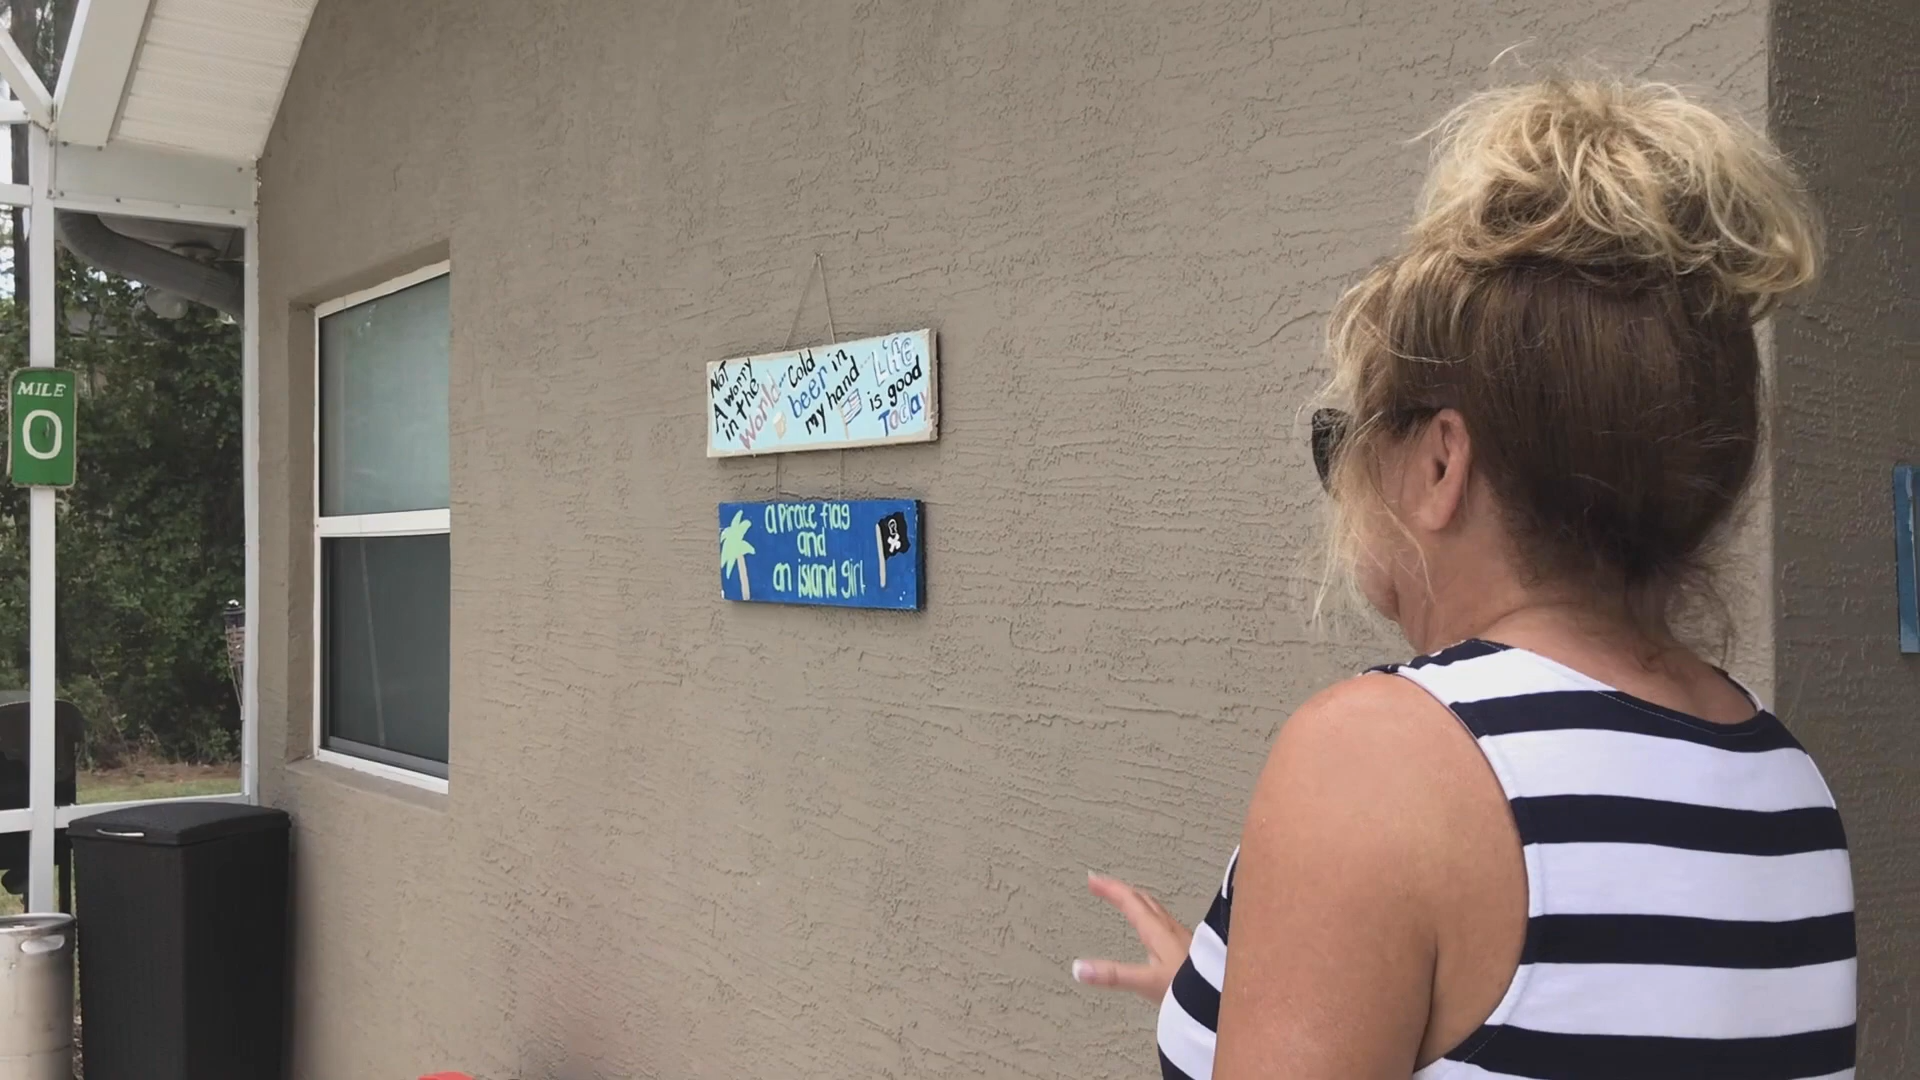 MILE
0
NOT
A worry
in the
World
Cold
beer in
my hand
Life
is good
Today
a pirate flag
and
an island girl